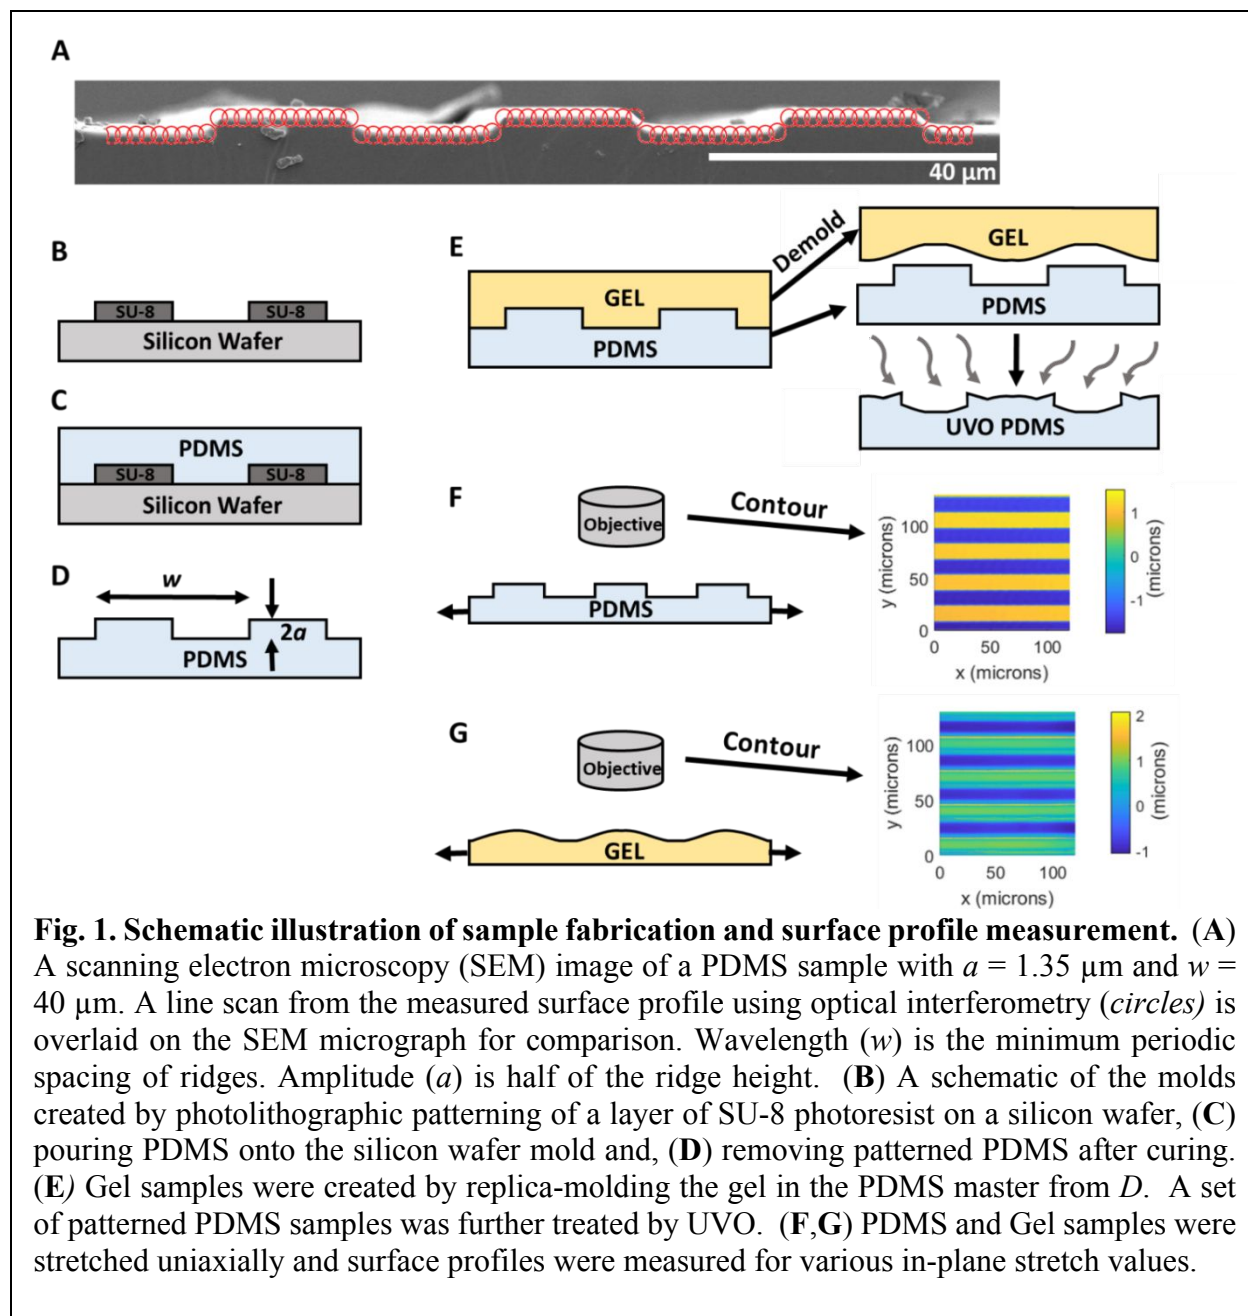 A
40 µm
B
SU-8 SU-8
Silicon Wafer
C
PDMS
SU-8 SU-8
Silicon Wafer
D
w
2a
PDMS
E
GEL
PDMS
Demold
GEL
PDMS
UVO PDMS
F
Objective
Contour
PDMS
y (microns)
100
50
0
0 50 100
x (microns)
1
0
-1
(microns)
G
Objective
Contour
GEL
y (microns)
100
50
0
0 50 100
x (microns)
2
1
0
-1
(microns)
Fig. 1. Schematic illustration of sample fabrication and surface profile measurement. (A)
A scanning electron microscopy (SEM) image of a PDMS sample with a = 1.35 µm and w =
40 µm. A line scan from the measured surface profile using optical interferometry (circles) is
overlaid on the SEM micrograph for comparison. Wavelength (w) is the minimum periodic
spacing of ridges. Amplitude (a) is half of the ridge height. (B) A schematic of the molds
created by photolithographic patterning of a layer of SU-8 photoresist on a silicon wafer, (C)
pouring PDMS onto the silicon wafer mold and, (D) removing patterned PDMS after curing.
(E) Gel samples were created by replica-molding the gel in the PDMS master from D. A set
of patterned PDMS samples was further treated by UVO. (F,G) PDMS and Gel samples were
stretched uniaxially and surface profiles were measured for various in-plane stretch values.